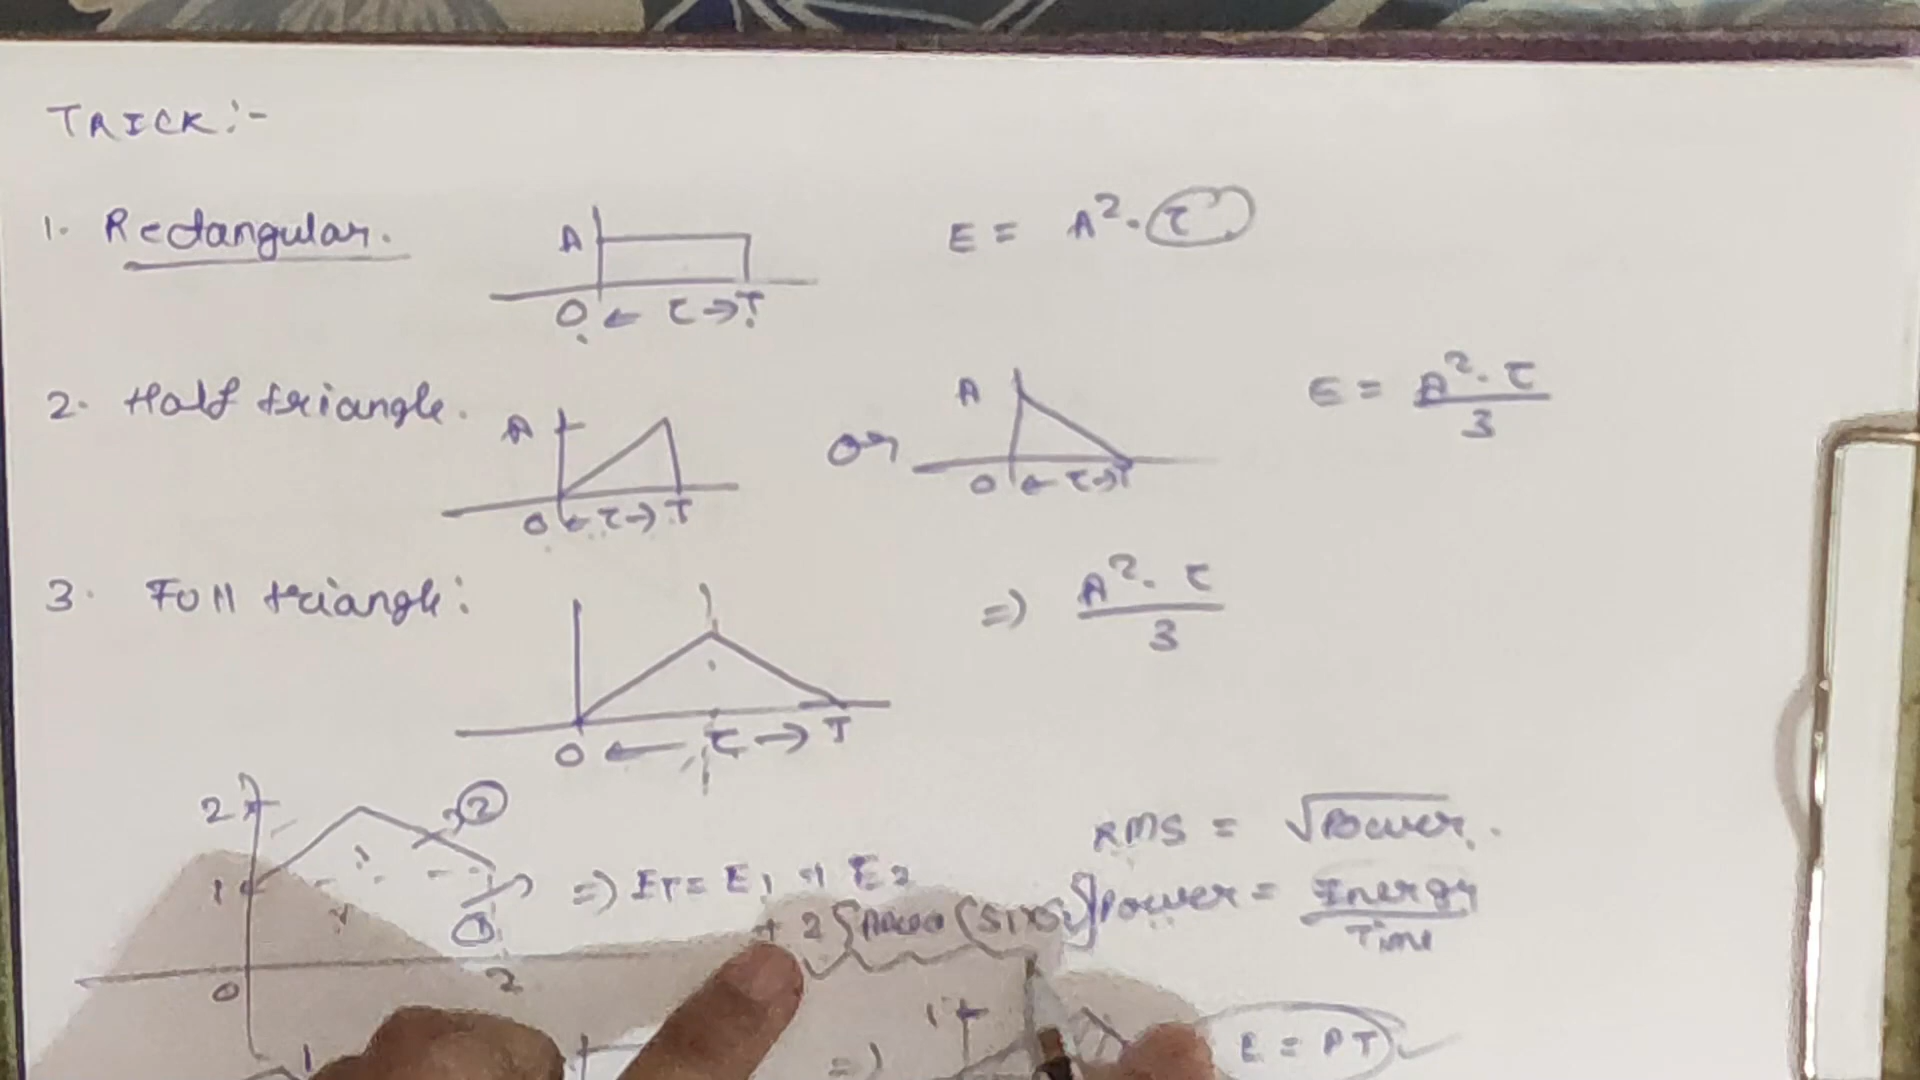 TRICK:-
1. Rectangular.
A
0 ← τ → T
E = A². τ
2. Half triangle.
A
0 ← τ → T
or
A
0 ← τ → T
E = A². τ / 3
3. Full triangle:
0 ← τ → T
=) A². τ / 3
2
②
1
①
0
2
=) ET = E1 + E2
+ 2 {Area (S1 × S2)}
RMS = √Power.
Power = Energy / Time
1
1
=)
E = PT